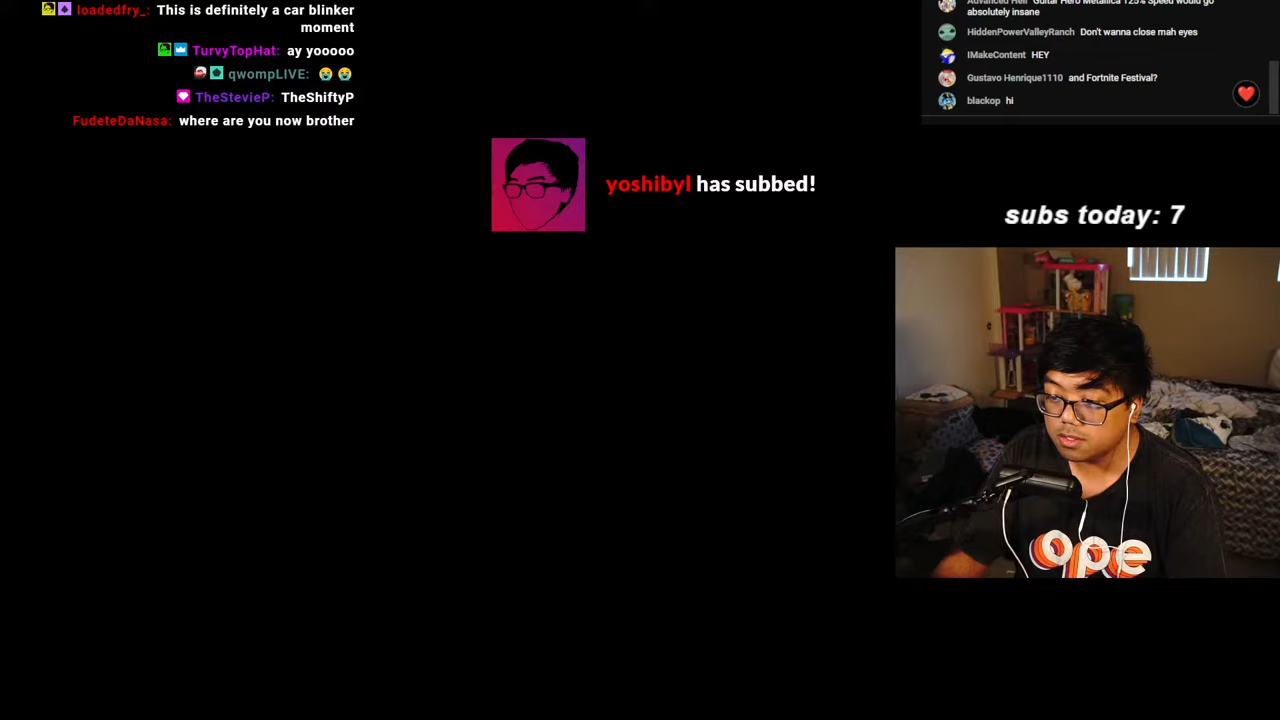 loadedfry_: This is definitely a car blinker
moment
TurvyTopHat: ay yooooo
qwompLIVE: 😭 😭
TheStevieP: TheShiftyP
FudeteDaNasa: where are you now brother
Advanced Hell Guitar Hero Metallica 125% Speed would go
absolutely insane
HiddenPowerValleyRanch Don't wanna close mah eyes
IMakeContent HEY
Gustavo Henrique1110 and Fortnite Festival?
blackop hi
yoshibyl has subbed!
subs today: 7
ope